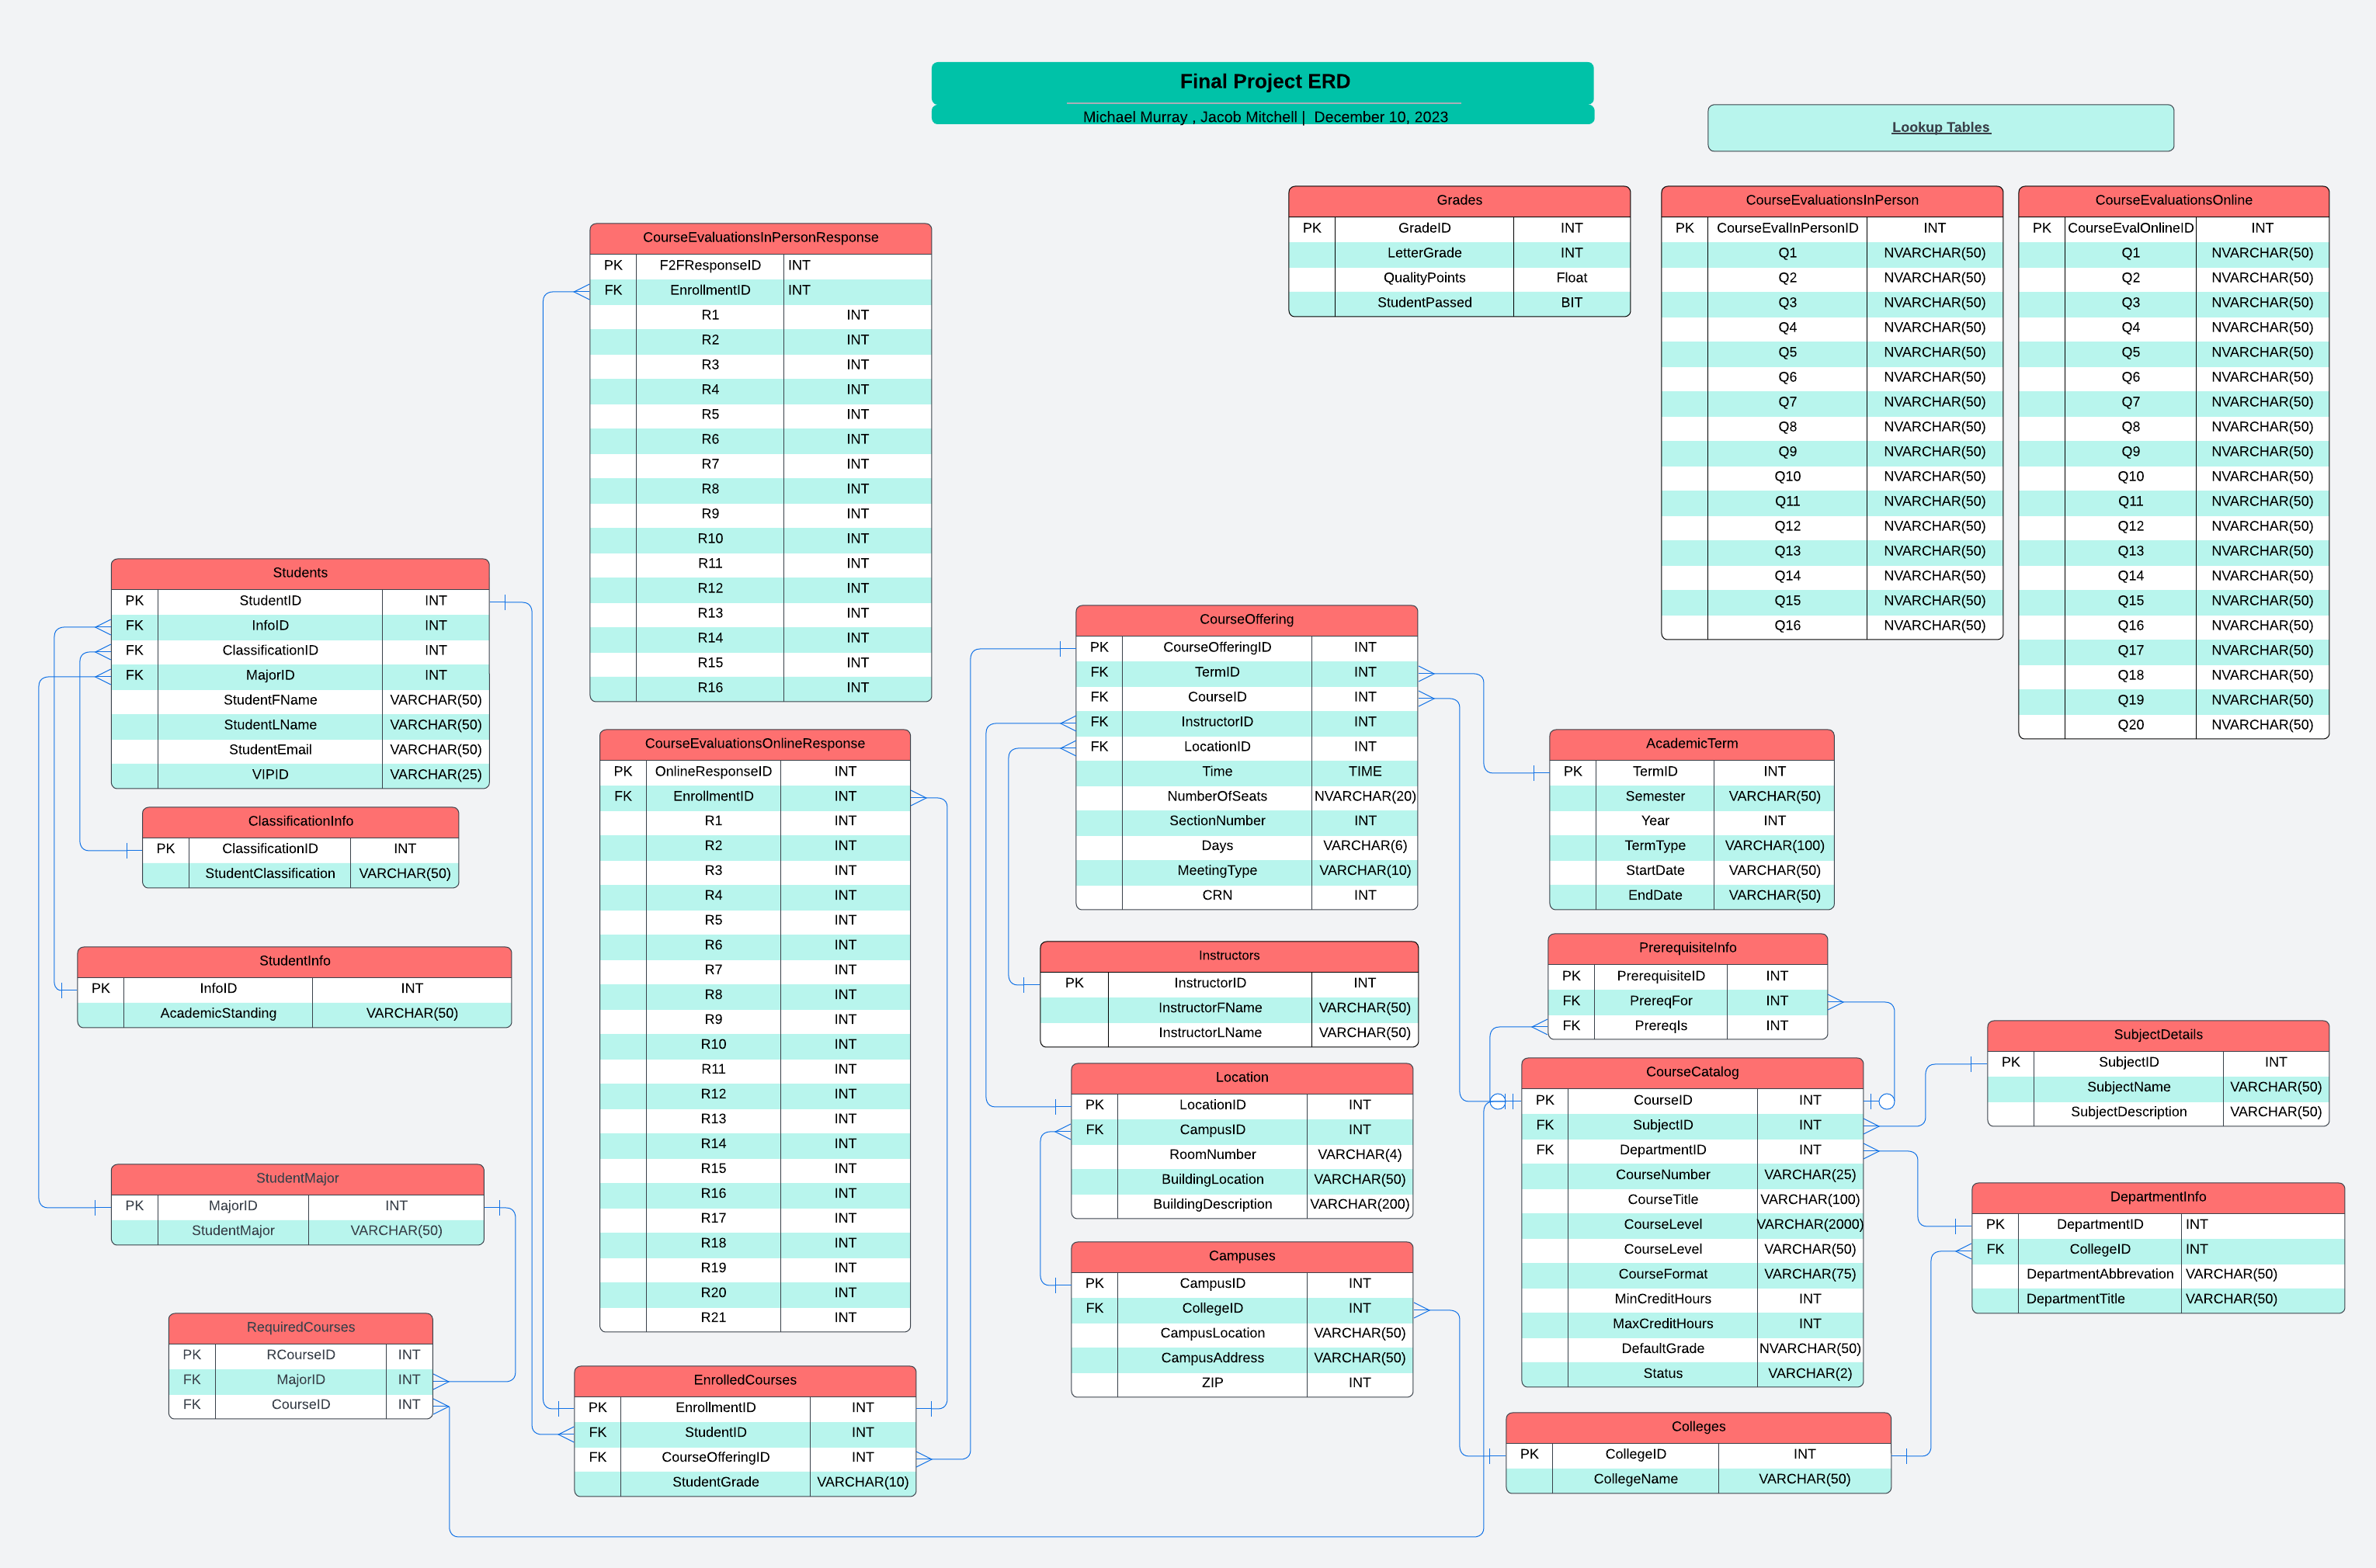 Final Project ERD
Michael Murray , Jacob Mitchell | December 10, 2023
Lookup Tables
Grades
PK GradeID INT
LetterGrade INT
QualityPoints Float
StudentPassed BIT
CourseEvaluationsInPerson
PK CourseEvalInPersonID INT
Q1 NVARCHAR(50)
Q2 NVARCHAR(50)
Q3 NVARCHAR(50)
Q4 NVARCHAR(50)
Q5 NVARCHAR(50)
Q6 NVARCHAR(50)
Q7 NVARCHAR(50)
Q8 NVARCHAR(50)
Q9 NVARCHAR(50)
Q10 NVARCHAR(50)
Q11 NVARCHAR(50)
Q12 NVARCHAR(50)
Q13 NVARCHAR(50)
Q14 NVARCHAR(50)
Q15 NVARCHAR(50)
Q16 NVARCHAR(50)
CourseEvaluationsOnline
PK CourseEvalOnlineID INT
Q1 NVARCHAR(50)
Q2 NVARCHAR(50)
Q3 NVARCHAR(50)
Q4 NVARCHAR(50)
Q5 NVARCHAR(50)
Q6 NVARCHAR(50)
Q7 NVARCHAR(50)
Q8 NVARCHAR(50)
Q9 NVARCHAR(50)
Q10 NVARCHAR(50)
Q11 NVARCHAR(50)
Q12 NVARCHAR(50)
Q13 NVARCHAR(50)
Q14 NVARCHAR(50)
Q15 NVARCHAR(50)
Q16 NVARCHAR(50)
Q17 NVARCHAR(50)
Q18 NVARCHAR(50)
Q19 NVARCHAR(50)
Q20 NVARCHAR(50)
CourseEvaluationsInPersonResponse
PK F2FResponseID INT
FK EnrollmentID INT
R1 INT
R2 INT
R3 INT
R4 INT
R5 INT
R6 INT
R7 INT
R8 INT
R9 INT
R10 INT
R11 INT
R12 INT
R13 INT
R14 INT
R15 INT
R16 INT
Students
PK StudentID INT
FK InfoID INT
FK ClassificationID INT
FK MajorID INT
StudentFName VARCHAR(50)
StudentLName VARCHAR(50)
StudentEmail VARCHAR(50)
VIPID VARCHAR(25)
ClassificationInfo
PK ClassificationID INT
StudentClassification VARCHAR(50)
StudentInfo
PK InfoID INT
AcademicStanding VARCHAR(50)
StudentMajor
PK MajorID INT
StudentMajor VARCHAR(50)
RequiredCourses
PK RCourseID INT
FK MajorID INT
FK CourseID INT
CourseEvaluationsOnlineResponse
PK OnlineResponseID INT
FK EnrollmentID INT
R1 INT
R2 INT
R3 INT
R4 INT
R5 INT
R6 INT
R7 INT
R8 INT
R9 INT
R10 INT
R11 INT
R12 INT
R13 INT
R14 INT
R15 INT
R16 INT
R17 INT
R18 INT
R19 INT
R20 INT
R21 INT
EnrolledCourses
PK EnrollmentID INT
FK StudentID INT
FK CourseOfferingID INT
StudentGrade VARCHAR(10)
CourseOffering
PK CourseOfferingID INT
FK TermID INT
FK CourseID INT
FK InstructorID INT
FK LocationID INT
Time TIME
NumberOfSeats NVARCHAR(20)
SectionNumber INT
Days VARCHAR(6)
MeetingType VARCHAR(10)
CRN INT
Instructors
PK InstructorID INT
InstructorFName VARCHAR(50)
InstructorLName VARCHAR(50)
Location
PK LocationID INT
FK CampusID INT
RoomNumber VARCHAR(4)
BuildingLocation VARCHAR(50)
BuildingDescription VARCHAR(200)
Campuses
PK CampusID INT
FK CollegeID INT
CampusLocation VARCHAR(50)
CampusAddress VARCHAR(50)
ZIP INT
AcademicTerm
PK TermID INT
Semester VARCHAR(50)
Year INT
TermType VARCHAR(100)
StartDate VARCHAR(50)
EndDate VARCHAR(50)
PrerequisiteInfo
PK PrerequisiteID INT
FK PrereqFor INT
FK PrereqIs INT
CourseCatalog
PK CourseID INT
FK SubjectID INT
FK DepartmentID INT
CourseNumber VARCHAR(25)
CourseTitle VARCHAR(100)
CourseLevel VARCHAR(2000)
CourseLevel VARCHAR(50)
CourseFormat VARCHAR(75)
MinCreditHours INT
MaxCreditHours INT
DefaultGrade NVARCHAR(50)
Status VARCHAR(2)
Colleges
PK CollegeID INT
CollegeName VARCHAR(50)
SubjectDetails
PK SubjectID INT
SubjectName VARCHAR(50)
SubjectDescription VARCHAR(50)
DepartmentInfo
PK DepartmentID INT
FK CollegeID INT
DepartmentAbbrevation VARCHAR(50)
DepartmentTitle VARCHAR(50)